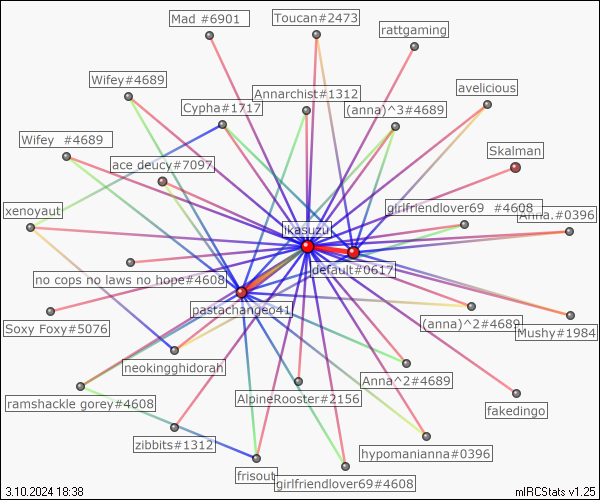 Mad #6901
Toucan#2473
rattgaming
Wifey#4689
Annarchist#1312
avelicious
Cypha#1717
(anna)^3#4689
Wifey #4689
ace deucy#7097
Skalman
xenovaut
girlfriendlover69 #4608
Anna.#0396
ikasuzu
default#0617
no cops no laws no hope#4608
pastachangeo41
Soxy Foxy#5076
(anna)^2#4689
Mushy#1984
neokingghidorah
Anna^2#4689
ramshackle gorey#4608
AlpineRooster#2156
fakedingo
zibbits#1312
hypomanianna#0396
frisout
girlfriendlover69#4608
3.10.2024 18:38
mIRCStats v1.25